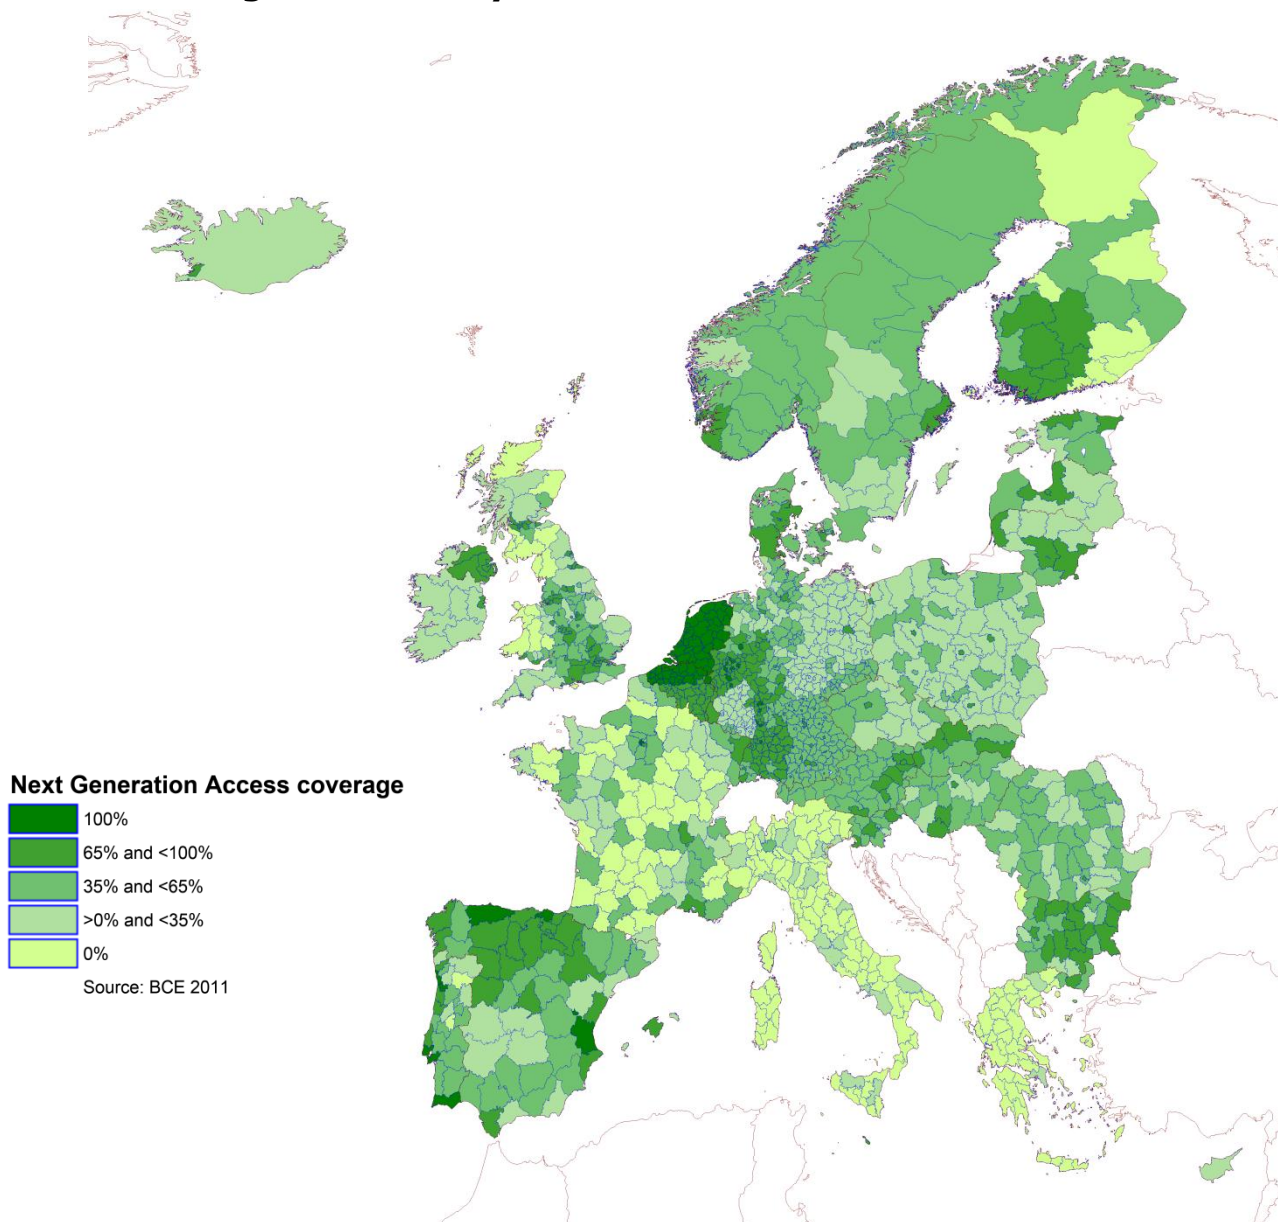 Next Generation Access coverage
100%
65% and <100%
35% and <65%
>0% and <35%
0%
Source: BCE 2011